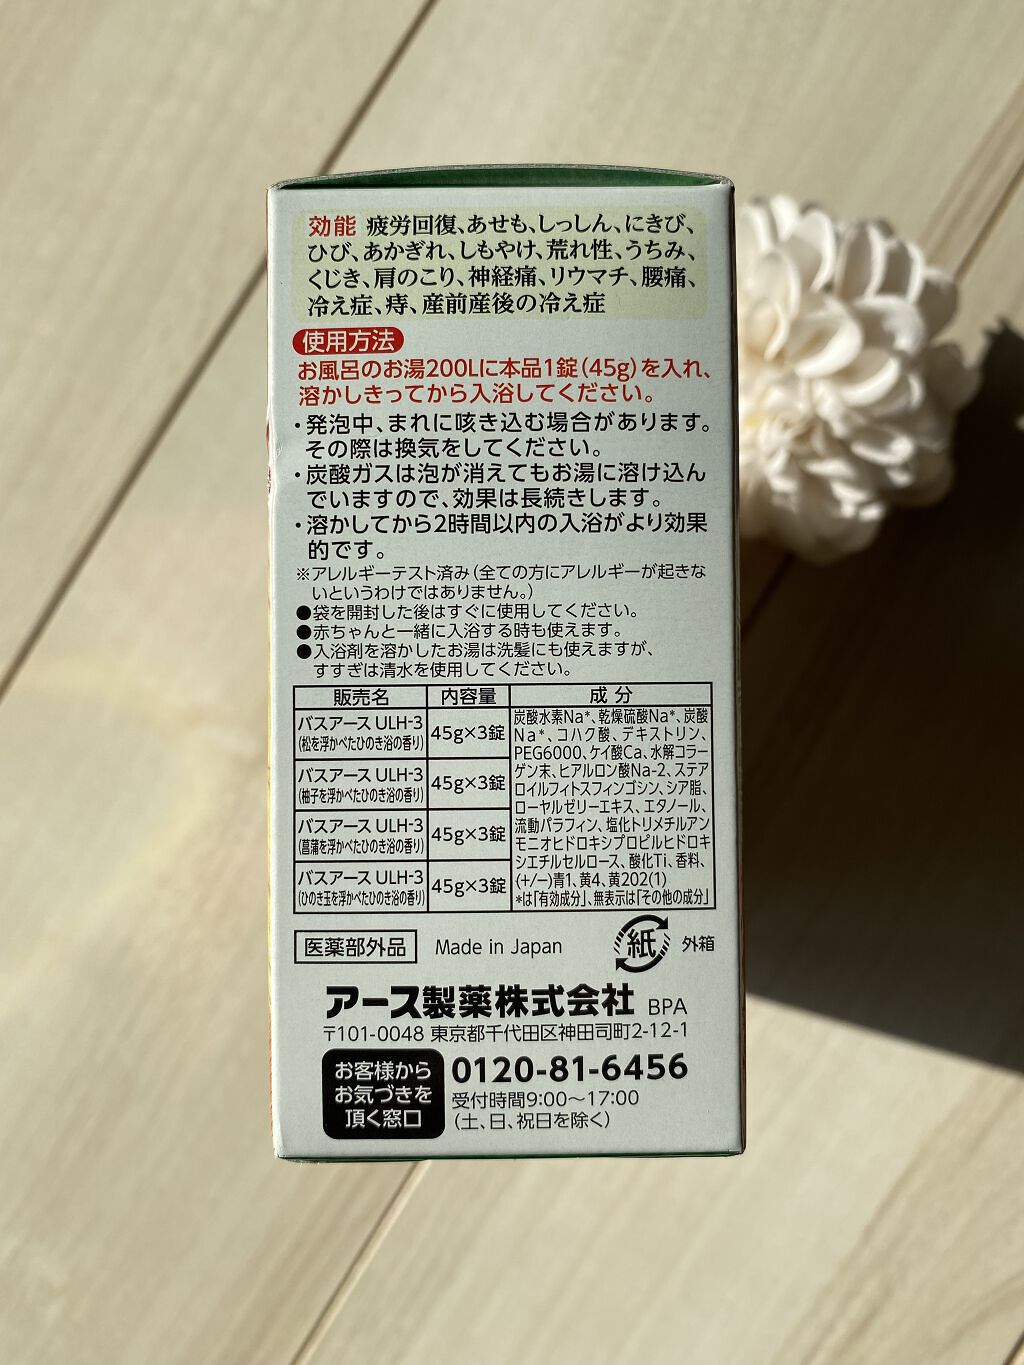 効能 疲労回復、あせも、しっしん、にきび、
ひび、あかぎれ、しもやけ、荒れ性、うちみ、
くじき、肩のこり、神経痛、リウマチ、腰痛、
冷え症、痔、産前産後の冷え症
使用方法
お風呂のお湯200Lに本品1錠(45g)を入れ、
溶かしきってから入浴してください。
・発泡中、まれに咳き込む場合があります。
その際は換気をしてください。
・炭酸ガスは泡が消えてもお湯に溶け込ん
でいますので、効果は長続きします。
・溶かしてから2時間以内の入浴がより効果
的です。
※アレルギーテスト済み(全ての方にアレルギーが起きな
いというわけではありません。)
●袋を開封した後はすぐに使用してください。
●赤ちゃんと一緒に入浴する時も使えます。
●入浴剤を溶かしたお湯は洗髪にも使えますが、
すすぎは清水を使用してください。
販売名 内容量 成分
バスアース ULH-3
(松を浮かべたひのき浴の香り)
45g×3錠
バスアース ULH-3
(柚子を浮かべたひのき浴の香り)
45g×3錠
バスアース ULH-3
(菖蒲を浮かべたひのき浴の香り)
45g×3錠
バスアース ULH-3
(ひのき玉を浮かべたひのき浴の香り)
45g×3錠
炭酸水素Na*、乾燥硫酸Na*、炭酸
Na*、コハク酸、デキストリン、
PEG6000、ケイ酸Ca、水解コラー
ゲン末、ヒアルロン酸Na-2、ステア
ロイルフィトスフィンゴシン、シア脂、
ローヤルゼリーエキス、エタノール、
流動パラフィン、塩化トリメチルアン
モニオヒドロキシプロピルヒドロキ
シエチルセルロース、酸化Ti、香料、
(+/-)青1、黄4、黄202(1)
*は「有効成分」、無表示は「その他の成分」
医薬部外品 Made in Japan 紙 外箱
アース製薬株式会社 BPA
〒101-0048 東京都千代田区神田司町2-12-1
お客様から
お気づきを
頂く窓口
0120-81-6456
受付時間9:00〜17:00
(土、日、祝日を除く)